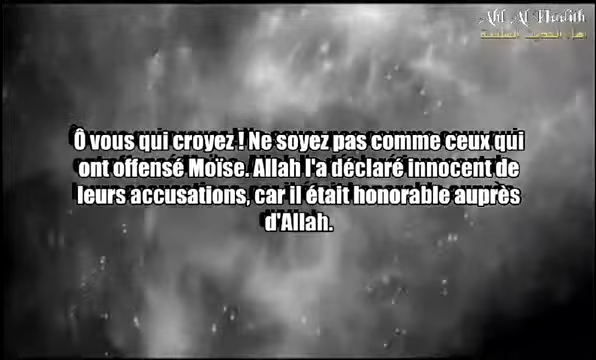 Ahl Al Hadith
Ô vous qui croyez ! Ne soyez pas comme ceux qui
ont offensé Moïse. Allah l'a déclaré innocent de
leurs accusations, car il était honorable auprès
d'Allah.